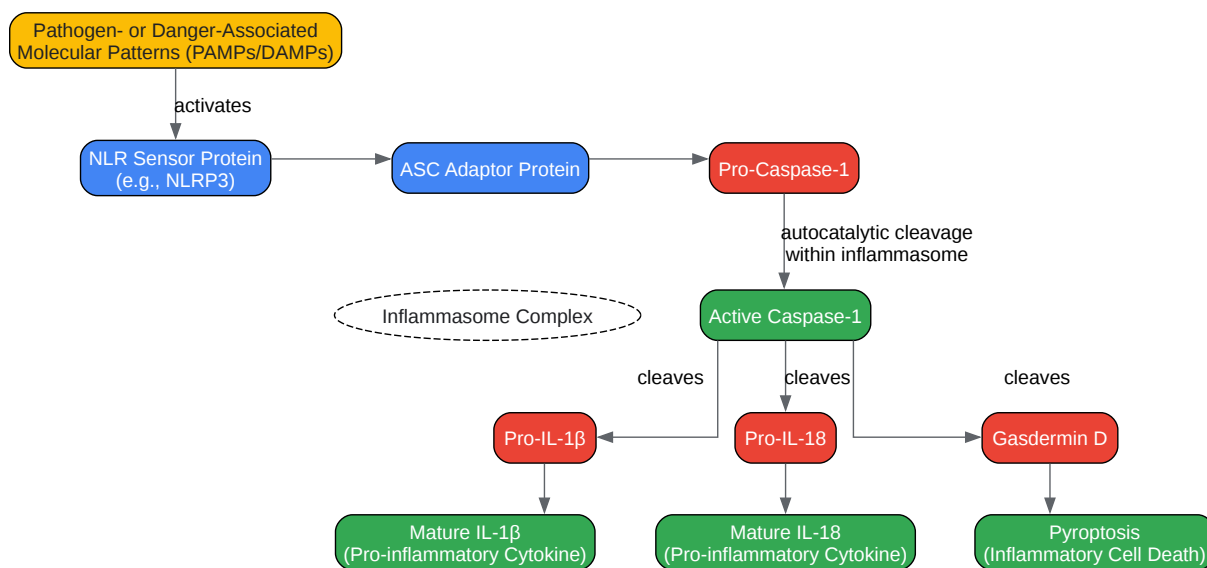 Pathogen- or Danger-Associated
Molecular Patterns (PAMPs/DAMPs)
activates
NLR Sensor Protein
(e.g., NLRP3)
ASC Adaptor Protein
Pro-Caspase-1
autocatalytic cleavage
within inflammasome
Inflammasome Complex
Active Caspase-1
cleaves
cleaves
cleaves
Pro-IL-1β
Pro-IL-18
Gasdermin D
Mature IL-1β
(Pro-inflammatory Cytokine)
Mature IL-18
(Pro-inflammatory Cytokine)
Pyroptosis
(Inflammatory Cell Death)